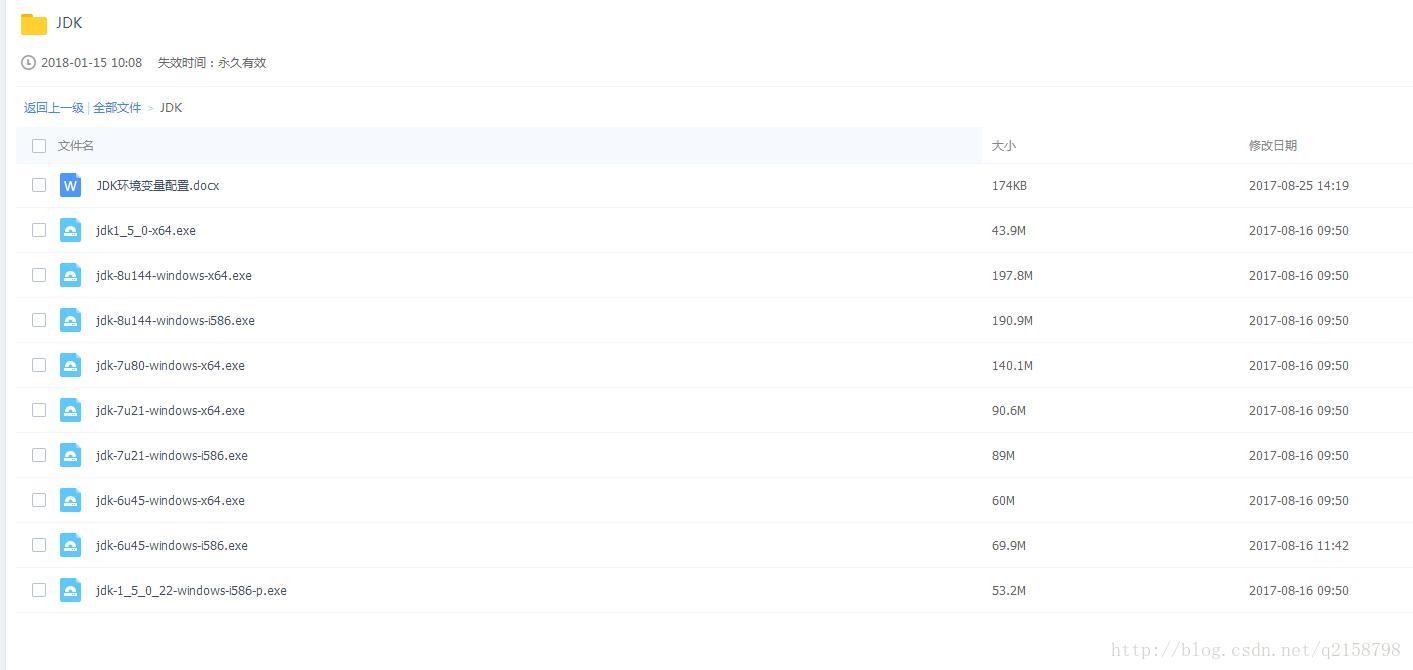 JDK
2018-01-15 10:08 失效时间：永久有效
返回上一级 | 全部文件 > JDK
文件名 大小 修改日期
W JDK环境变量配置.docx 174KB 2017-08-25 14:19
jdk1_5_0-x64.exe 43.9M 2017-08-16 09:50
jdk-8u144-windows-x64.exe 197.8M 2017-08-16 09:50
jdk-8u144-windows-i586.exe 190.9M 2017-08-16 09:50
jdk-7u80-windows-x64.exe 140.1M 2017-08-16 09:50
jdk-7u21-windows-x64.exe 90.6M 2017-08-16 09:50
jdk-7u21-windows-i586.exe 89M 2017-08-16 09:50
jdk-6u45-windows-x64.exe 60M 2017-08-16 09:50
jdk-6u45-windows-i586.exe 69.9M 2017-08-16 11:42
jdk-1_5_0_22-windows-i586-p.exe 53.2M 2017-08-16 09:50
http://blog.csdn.net/q2158798